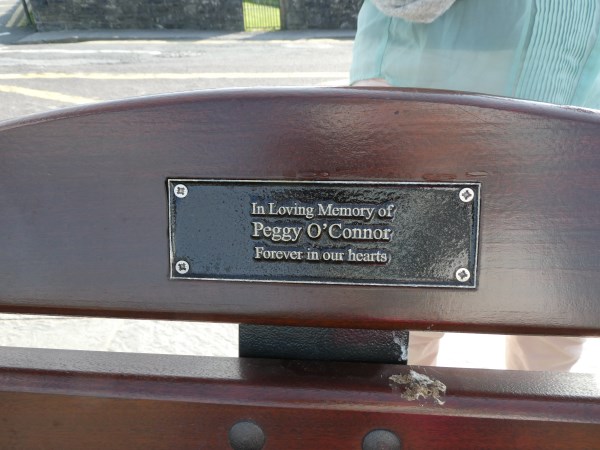 In Loving Memory of
Peggy O'Connor
Forever in our hearts